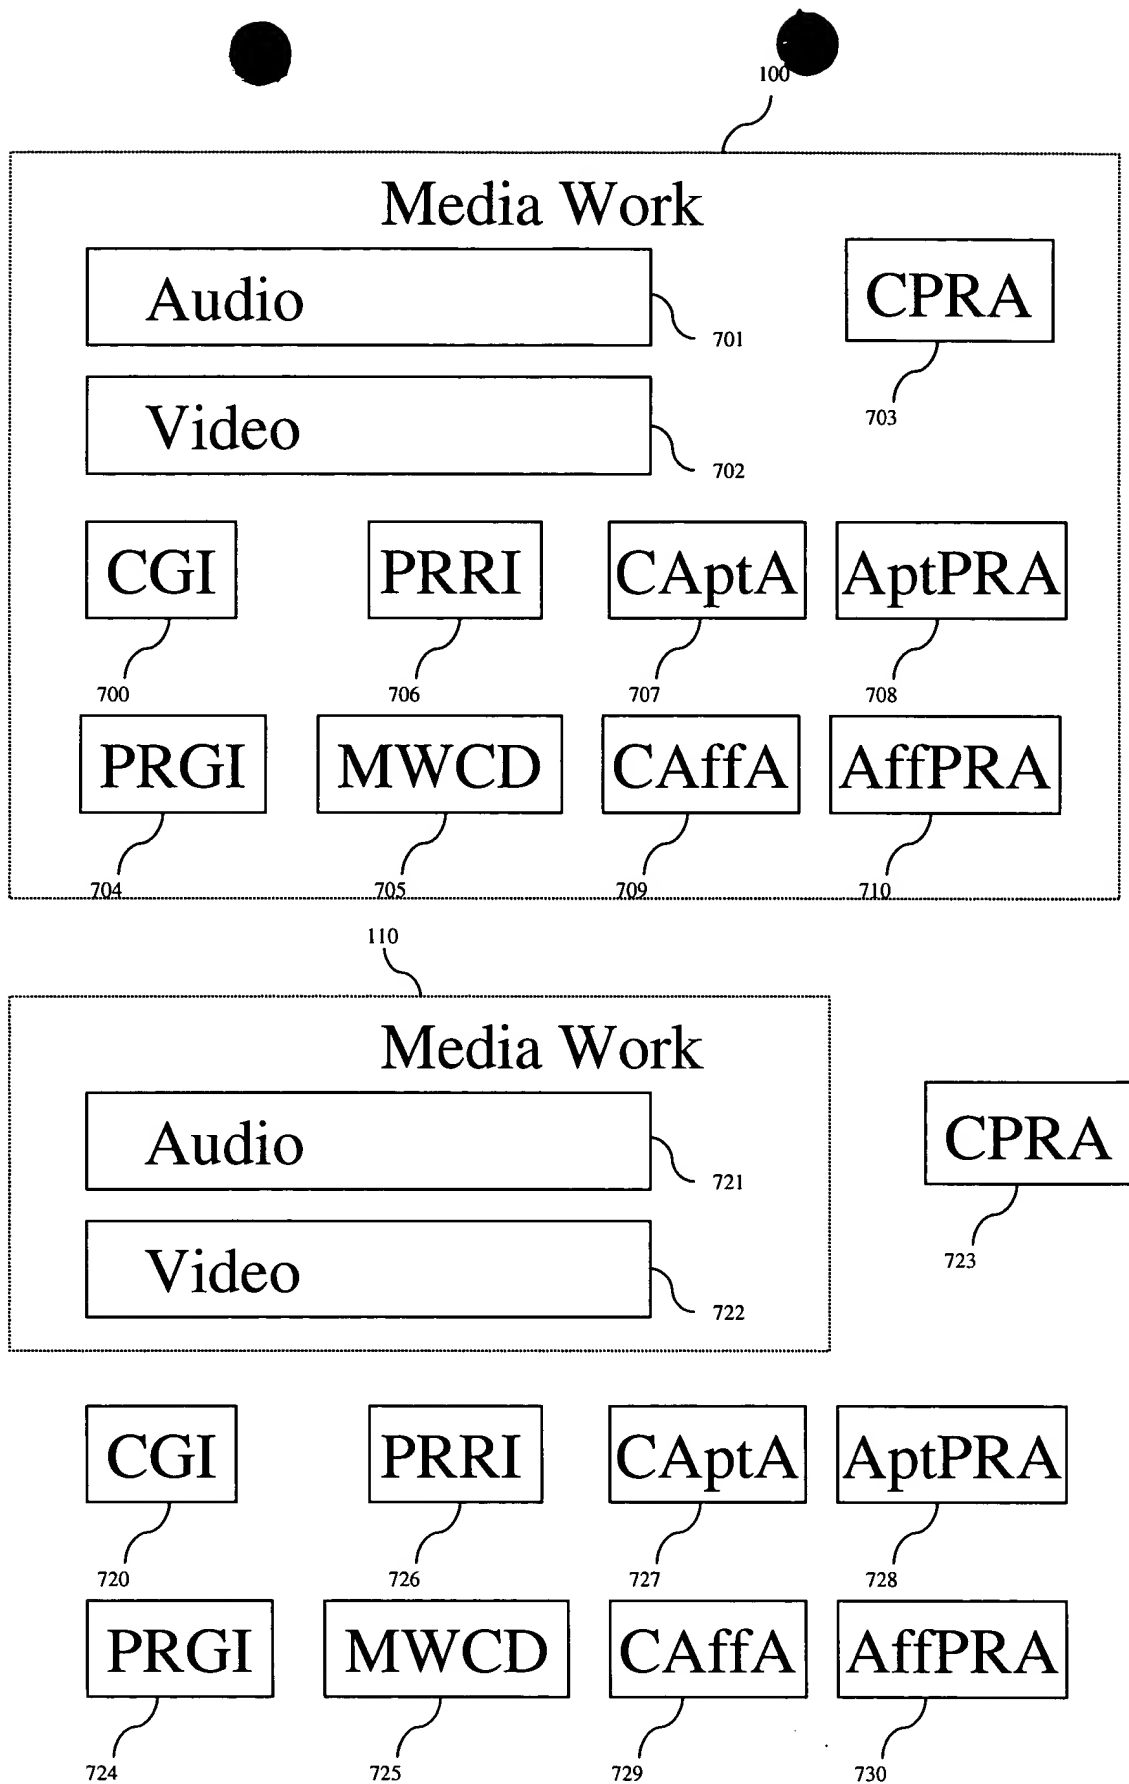 100
Media Work
Audio
CPRA
701
703
Video
702
CGI PRRI CAptA AptPRA
700 706 707 708
PRGI MWCD CAffA AffPRA
704 705 709 710
110
Media Work
Audio
CPRA
721
723
Video
722
CGI PRRI CAptA AptPRA
720 726 727 728
PRGI MWCD CAffA AffPRA
724 725 729 730